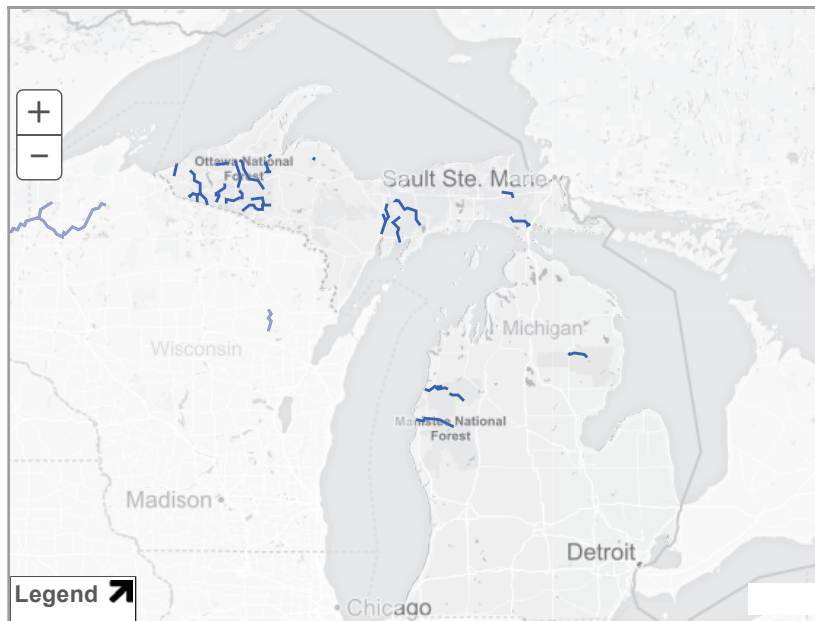 +
−
Ottawa National
Forest
Sault Ste. Marie
Michigan
Wisconsin
Manistee National
Forest
Madison
Detroit
Legend
Chicago